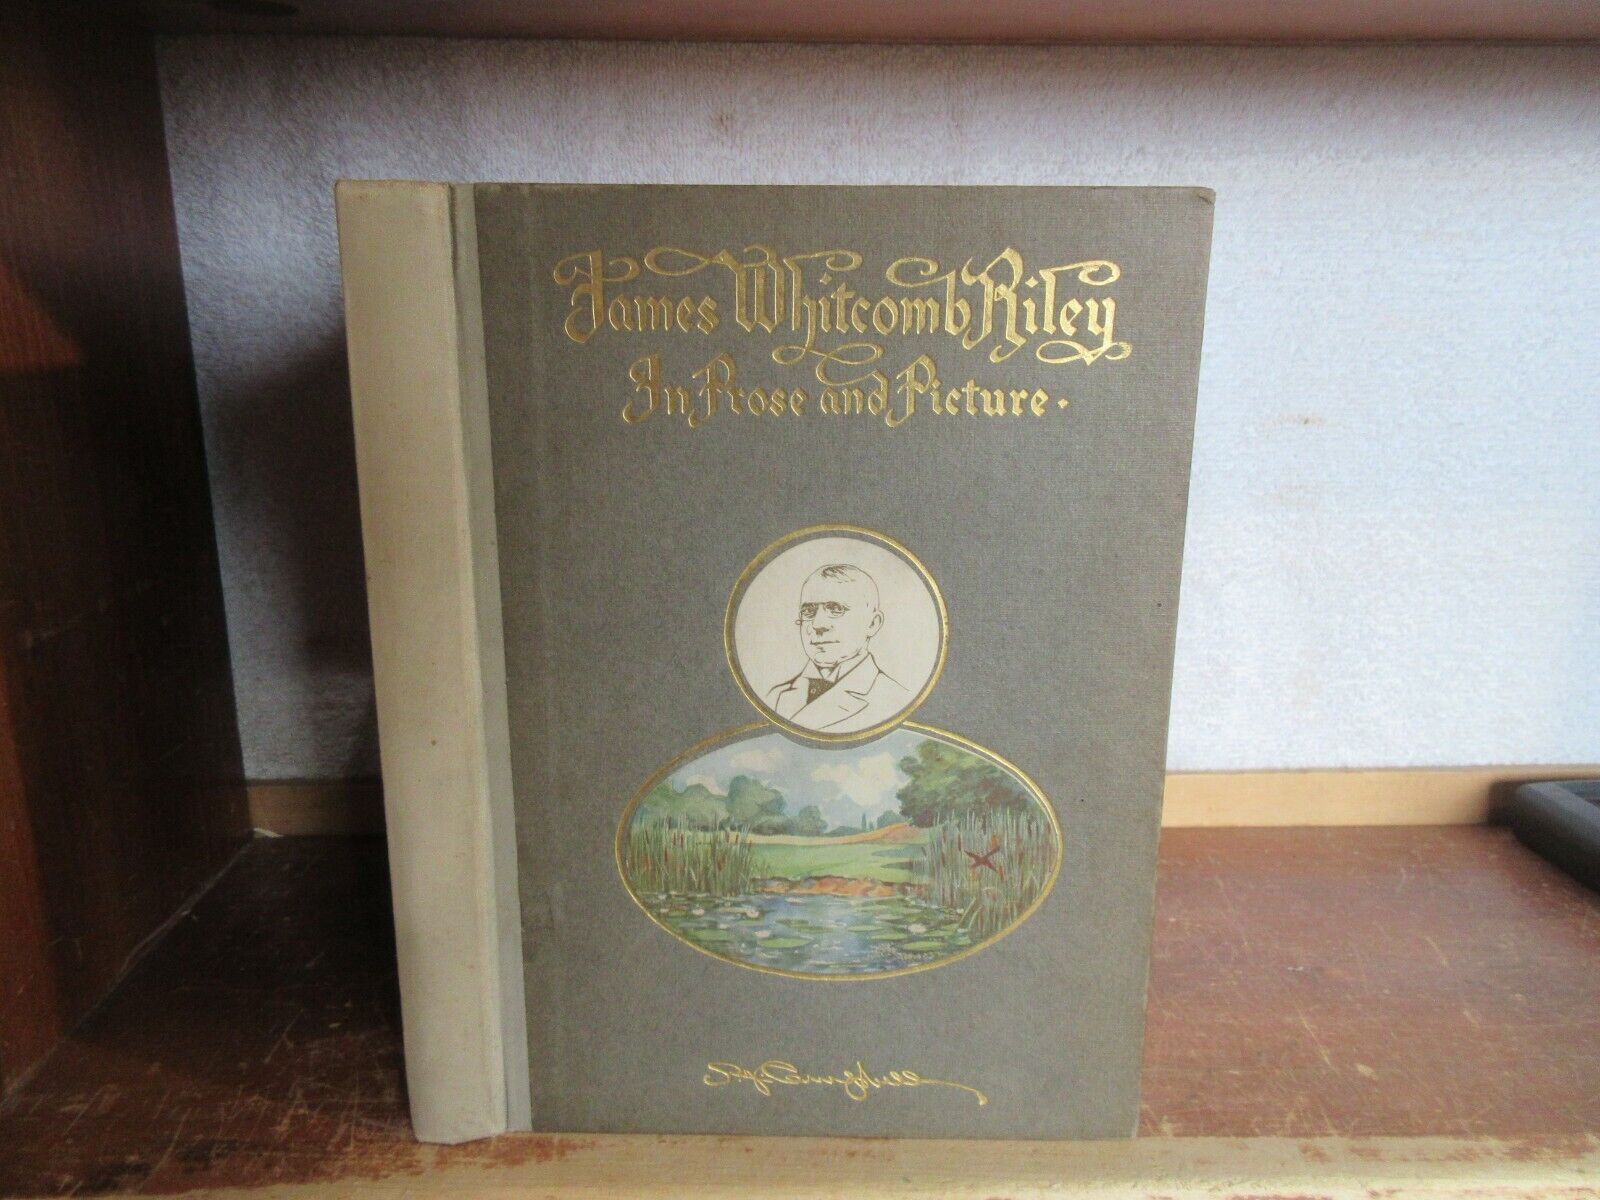 James Whitcomb Riley
In Prose and Picture.